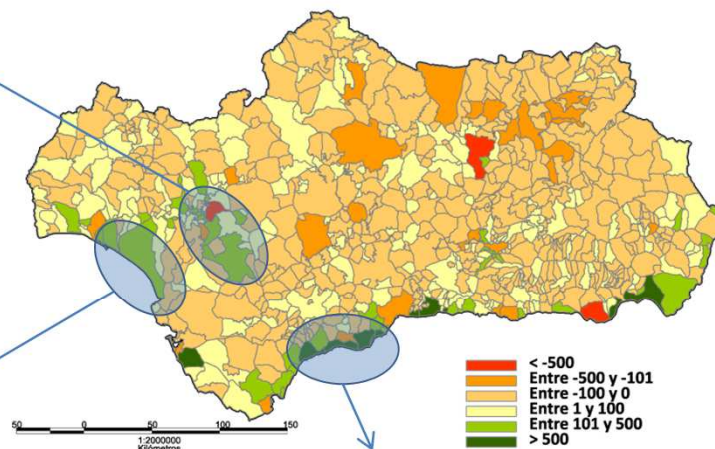 < -500
Entre -500 y -101
Entre -100 y 0
Entre 1 y 100
Entre 101 y 500
> 500
50 0 50 100 150
1:2000000
Kilómetros